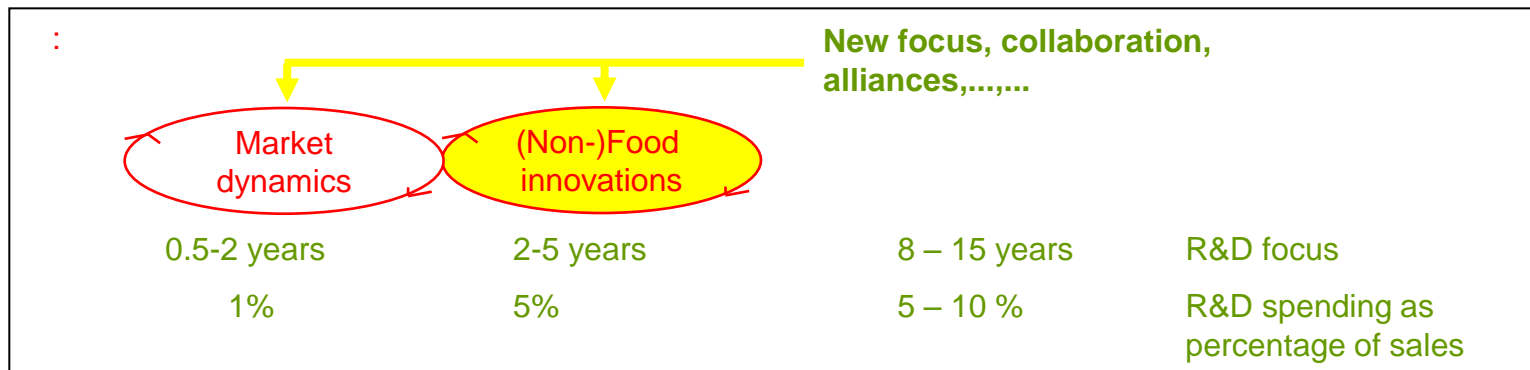 :
New focus, collaboration,
alliances,...,...
Market
dynamics
(Non-)Food
innovations
0.5-2 years 2-5 years 8 – 15 years R&D focus
1% 5% 5 – 10 % R&D spending as
percentage of sales